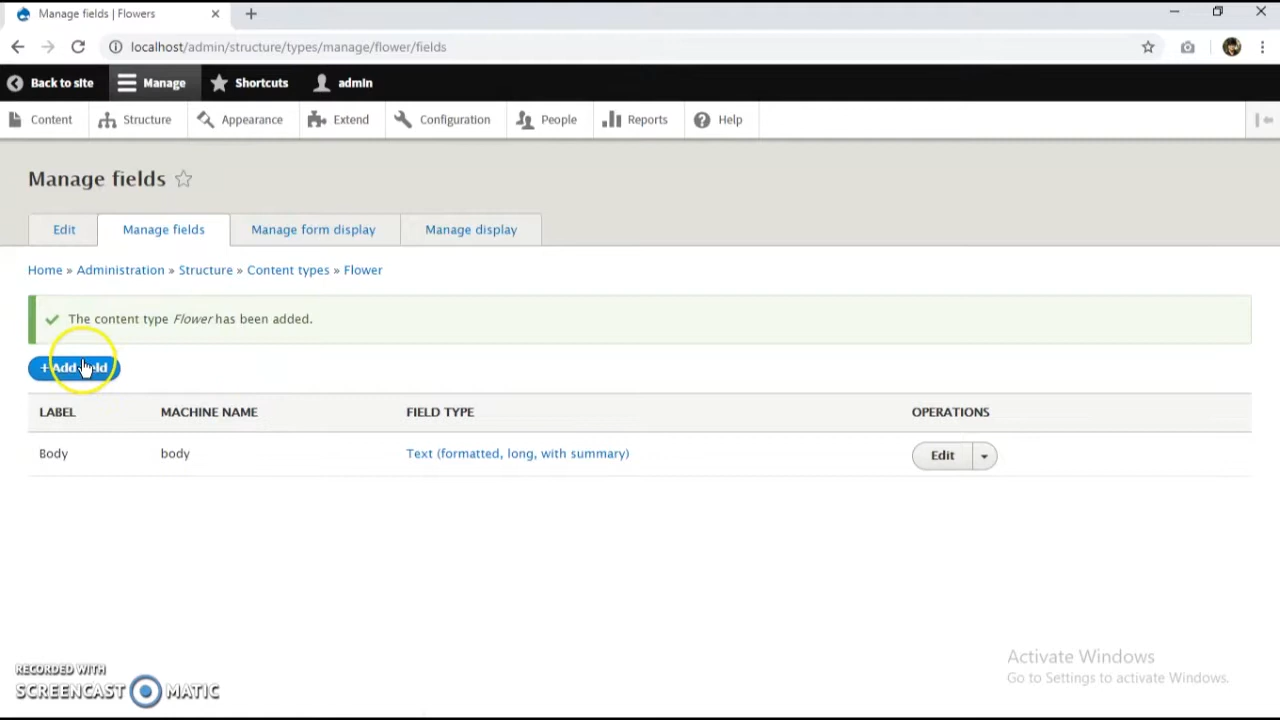 Manage fields | Flowers
localhost/admin/structure/types/manage/flower/fields
Back to site Manage Shortcuts admin
Content Structure Appearance Extend Configuration People Reports Help
Manage fields
Edit Manage fields Manage form display Manage display
Home » Administration » Structure » Content types » Flower
The content type Flower has been added.
+ Add field
LABEL MACHINE NAME FIELD TYPE OPERATIONS
Body body Text (formatted, long, with summary) Edit
Activate Windows
Go to Settings to activate Windows.
RECORDED WITH
SCREENCAST MATIC